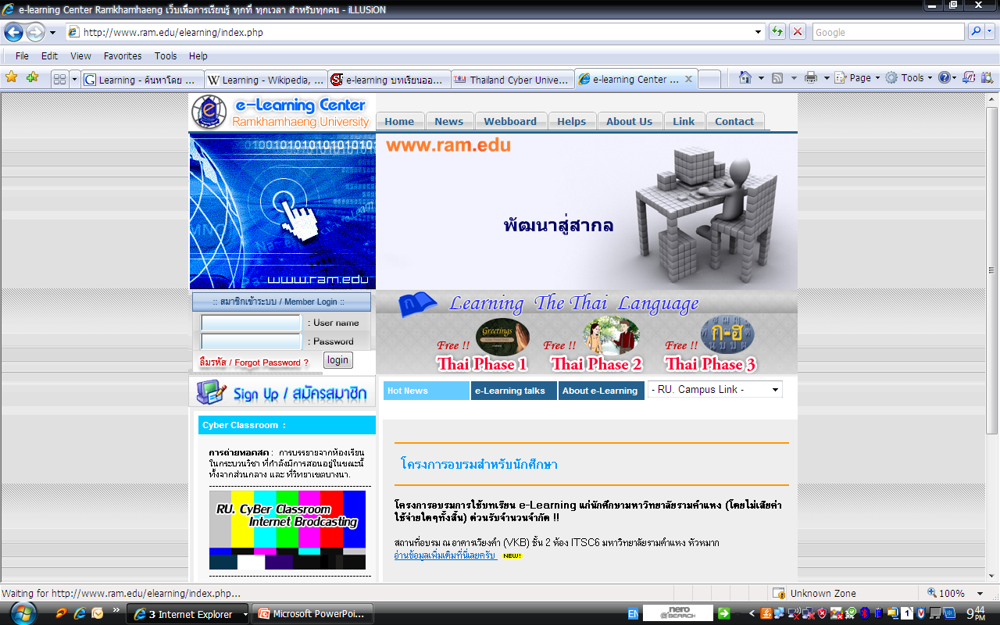 e-learning Center Ramkhamhaeng เว็บเพื่อการเรียนรู้ ทุกที่ ทุกเวลา สำหรับทุกคน - iLLUSiON
http://www.ram.edu/elearning/index.php
Google
File Edit View Favorites Tools Help
Learning - ค้นหาโดย ...
Learning - Wikipedia, ...
e-learning บทเรียนออ...
Thailand Cyber Unive...
e-learning Center ...
Page Tools
e-Learning Center
Ramkhamhaeng University
Home News Webboard Helps About Us Link Contact
010010101010101010101
www.ram.edu
พัฒนาสู่สากล
www.ram.edu
:: สมาชิกเข้าระบบ / Member Login ::
: User name
: Password
ลืมรหัส / Forgot Password ?
login
Learning The Thai Language
Greetings
ก-ฮ
Free !! Free !! Free !!
Thai Phase 1 Thai Phase 2 Thai Phase 3
Sign Up / สมัครสมาชิก
Hot News e-Learning talks About e-Learning - RU. Campus Link -
Cyber Classroom :
การถ่ายทอดสด : การบรรยายจากห้องเรียน
ในกระบวนวิชา ที่กำลังมีการสอนอยู่ในขณะนี้
ทั้งจากส่วนกลาง และ ที่วิทยาเขตบางนา.
RU. CyBer Classroom
Internet Brodcasting
โครงการอบรมสำหรับนักศึกษา
โครงการอบรมการใช้บทเรียน e-Learning แก่นักศึกษามหาวิทยาลัยรามคำแหง (โดยไม่เสียค่า
ใช้จ่ายใดๆทั้งสิ้น) ด่วนรับจำนวนจำกัด !!
สถานที่อบรม ณ อาคารเวียงคำ (VKB) ชั้น 2 ห้อง ITSC6 มหาวิทยาลัยรามคำแหง หัวหมาก
อ่านข้อมูลเพิ่มเติมที่นี่เลยครับ NEW!
Waiting for http://www.ram.edu/elearning/index.php...
Unknown Zone
100%
3 Internet Explorer
Microsoft PowerPoi...
EN
nero
SEARCH
9:44 PM